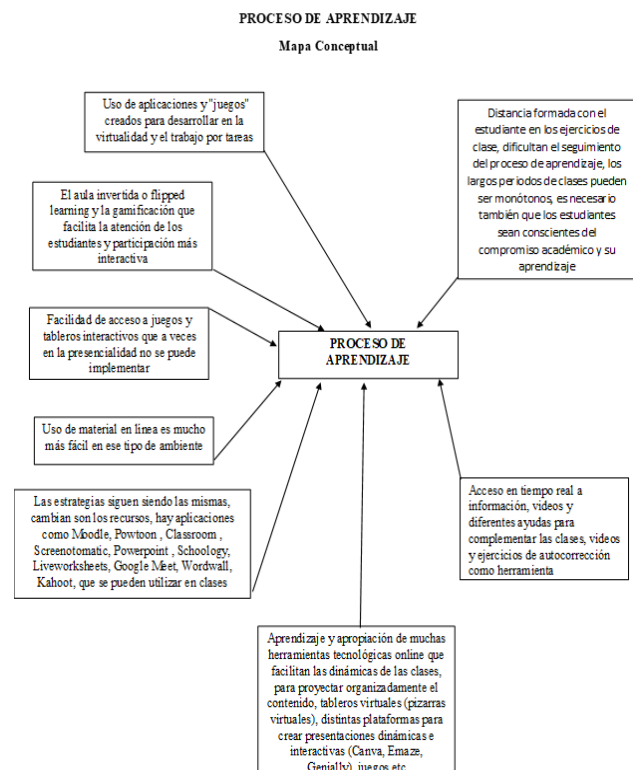 PROCESO DE APRENDIZAJE
Mapa Conceptual
Uso de aplicaciones y "juegos"
creados para desarrollar en la
virtualidad y el trabajo por tareas
Distancia formada con el
estudiante en los ejercicios de
clase, dificultan el seguimiento
del proceso de aprendizaje, los
largos periodos de clases pueden
ser monótonos, es necesario
también que los estudiantes
sean conscientes del
compromiso académico y su
aprendizaje
El aula invertida o flipped
learning y la gamificación que
facilita la atención de los
estudiantes y participación más
interactiva
Facilidad de acceso a juegos y
tableros interactivos que a veces
en la presencialidad no se puede
implementar
PROCESO DE
APRENDIZAJE
Uso de material en linea es mucho
más fácil en ese tipo de ambiente
Las estrategias siguen siendo las mismas,
cambian son los recursos, hay aplicaciones
como Moodle, Powtoon , Classroom ,
Screenotomatic, Powerpoint , Schoology,
Liveworksheets, Google Meet, Wordwall,
Kahoot, que se pueden utilizar en clases
Acceso en tiempo real a
información, videos y
diferentes ayudas para
complementar las clases, videos
y ejercicios de autocorrección
como herramienta
Aprendizaje y apropiación de muchas
herramientas tecnológicas online que
facilitan las dinámicas de las clases,
para proyectar organizadamente el
contenido, tableros virtuales (pizarras
virtuales), distintas plataformas para
crear presentaciones dinámicas e
interactivas (Canva, Emaze,
Genially), juegos etc